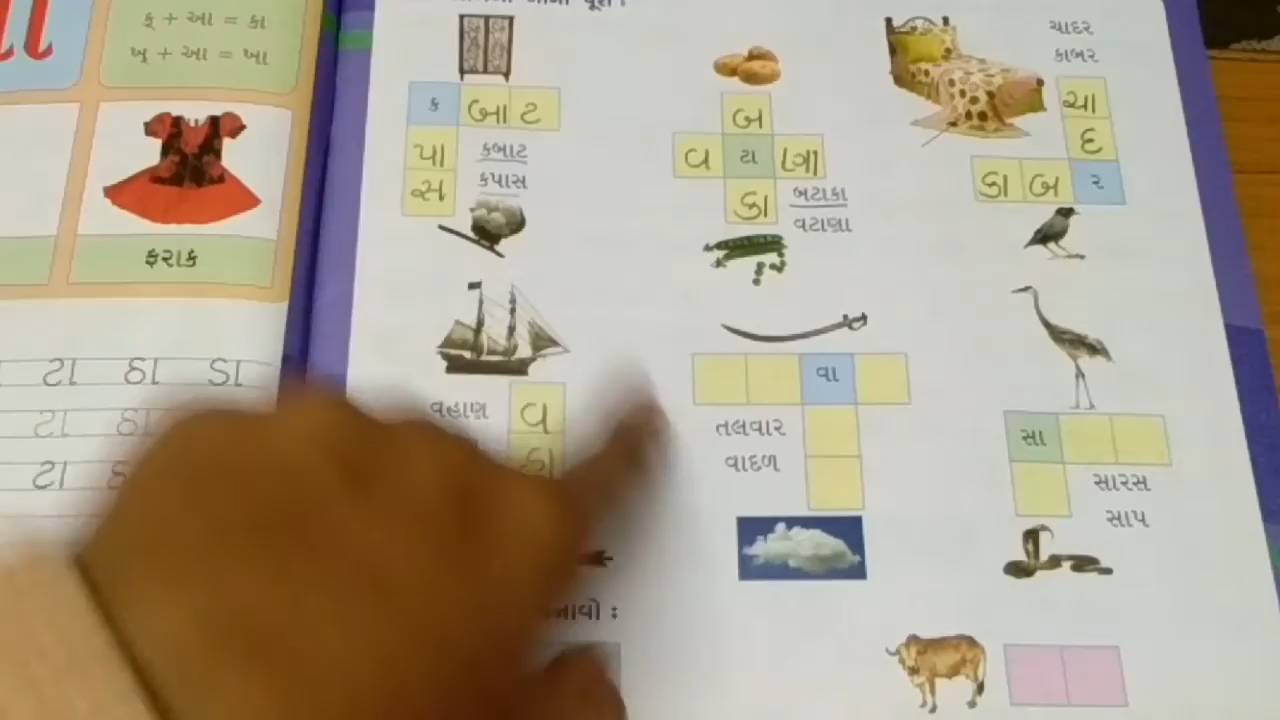 ક્ + આ = કા
ખ્ + આ = ખા
ફરાક
ટા ઠા ડા
ટા ઠા
ટા ઠ
ક બા ટ
પા
સ
કબાટ
કપાસ
બ
વ ટા ણા
કા
બટાકા
વટાણા
ચાદર
કાબર
ચા
દ
કા બ ર
વહાણ
વ
હા
વા
તલવાર
વાદળ
સા
સારસ
સાપ
નાવો :